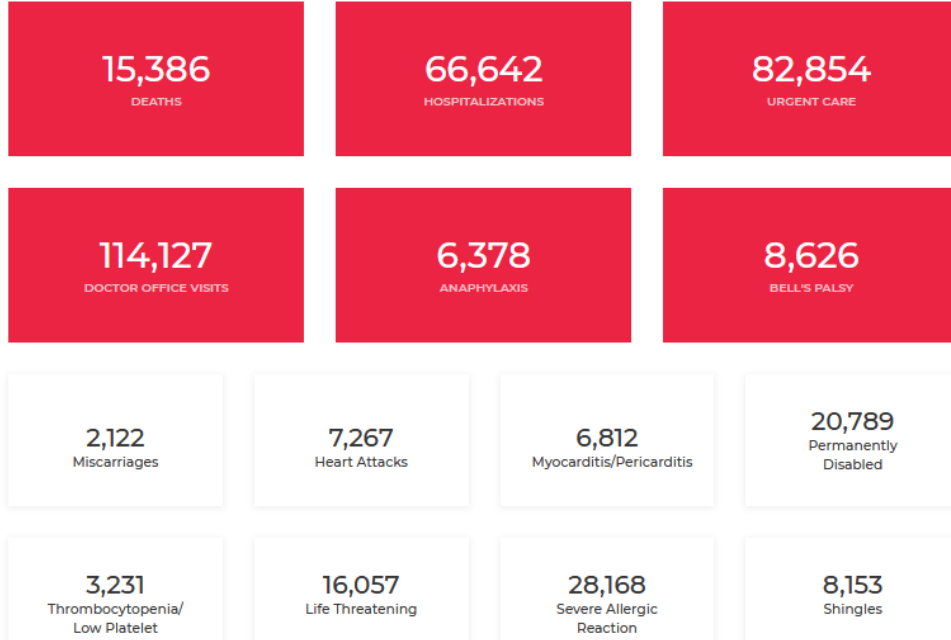 15,386
DEATHS
66,642
HOSPITALIZATIONS
82,854
URGENT CARE
114,127
DOCTOR OFFICE VISITS
6,378
ANAPHYLAXIS
8,626
BELL'S PALSY
2,122
Miscarriages
7,267
Heart Attacks
6,812
Myocarditis/Pericarditis
20,789
Permanently
Disabled
3,231
Thrombocytopenia/
Low Platelet
16,057
Life Threatening
28,168
Severe Allergic
Reaction
8,153
Shingles